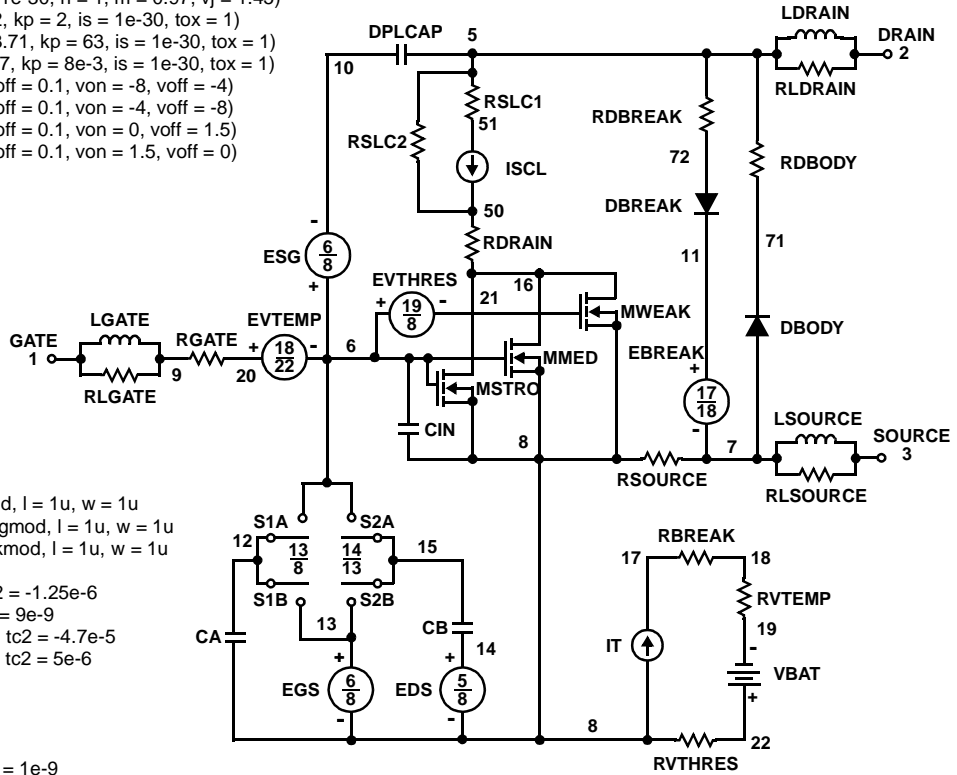 1e-30, n = 1, m = 0.97, vj = 1.45)
2, kp = 2, is = 1e-30, tox = 1)
3.71, kp = 63, is = 1e-30, tox = 1)
7, kp = 8e-3, is = 1e-30, tox = 1)
off = 0.1, von = -8, voff = -4)
off = 0.1, von = -4, voff = -8)
off = 0.1, von = 0, voff = 1.5)
off = 0.1, von = 1.5, voff = 0)
LDRAIN
DPLCAP 5 DRAIN
10 2
RLDRAIN
RSLC1
51
RSLC2
ISCL
50
RDBREAK
72
RDBODY
DBREAK
RDRAIN
71
11
- 
ESG 6/8
+
EVTHRES
+ 19/8 -
16
21
MWEAK
LGATE
GATE
1
RGATE
EVTEMP
+ 18/22 -
6
9
20
RLGATE
MMED
MSTRO
DBODY
EBREAK
+
17/18
-
CIN
8
LSOURCE
7
SOURCE
3
RSOURCE
RLSOURCE
d, l = 1u, w = 1u
gmod, l = 1u, w = 1u
kmod, l = 1u, w = 1u
2 = -1.25e-6
= 9e-9
tc2 = -4.7e-5
tc2 = 5e-6
= 1e-9
S1A S2A
12
13/8
14/13
15
S1B S2B
13
CA
CB
14
+
EGS 6/8
-
+
EDS 5/8
-
8
RBREAK
17 18
RVTEMP
19
IT
-
VBAT
+
22
RVTHRES